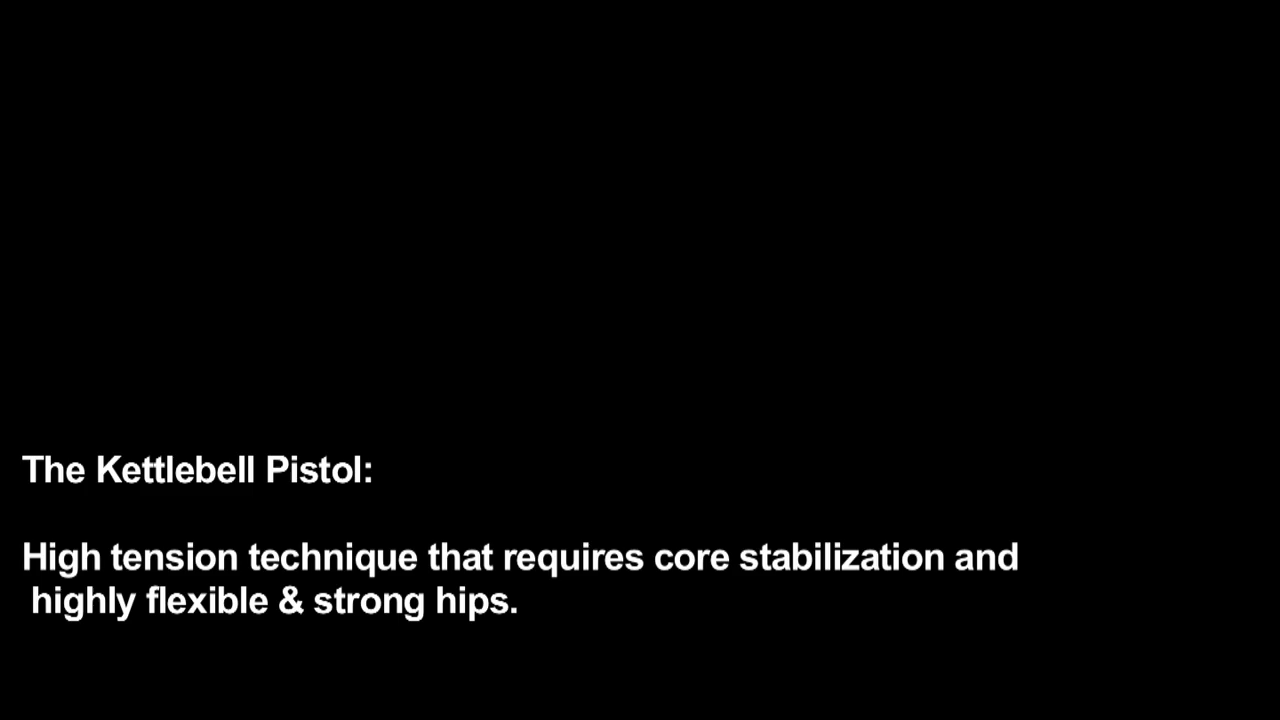 The Kettlebell Pistol:
High tension technique that requires core stabilization and
highly flexible & strong hips.